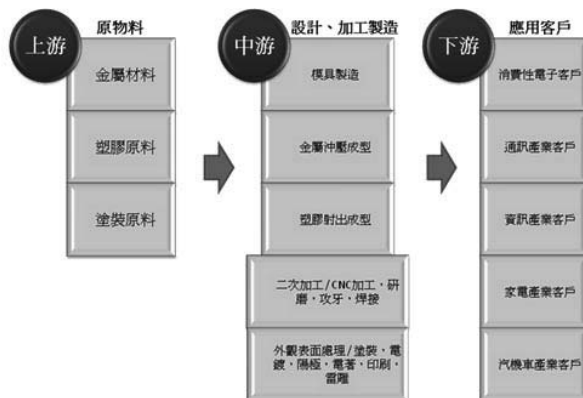 上游
原物料
金屬材料
塑膠原料
塗裝原料
中游
設計、加工製造
模具製造
金屬沖壓成型
塑膠射出成型
二次加工/CNC加工，研
磨，攻牙，焊接
外觀表面處理/塗裝，電
鍍，陽極，電著，印刷，
雷雕
下游
應用客戶
消費性電子客戶
通訊產業客戶
資訊產業客戶
家電產業客戶
汽機車產業客戶